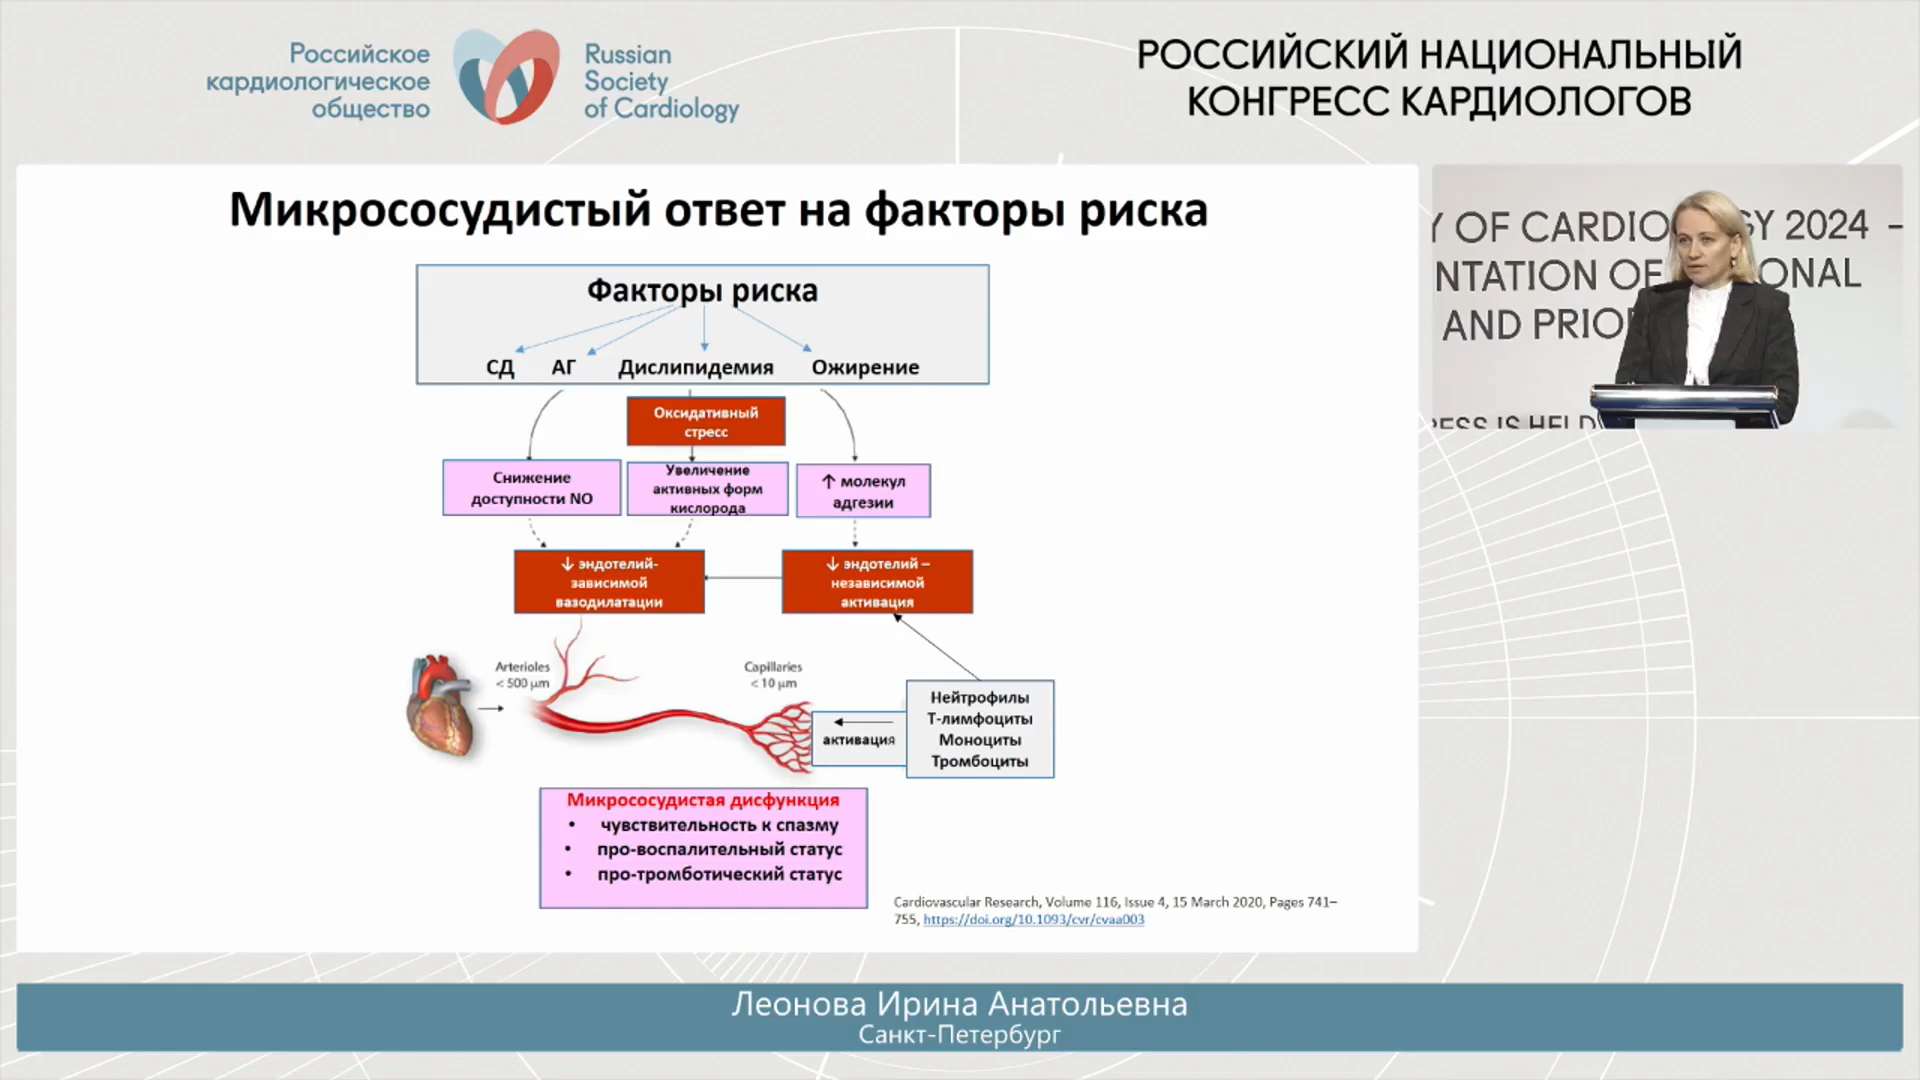 Российское
кардиологическое
общество
Russian
Society
of Cardiology
РОССИЙСКИЙ НАЦИОНАЛЬНЫЙ
КОНГРЕСС КАРДИОЛОГОВ
Микрососудистый ответ на факторы риска
Факторы риска
СД АГ Дислипидемия Ожирение
Оксидативный
стресс
Снижение
доступности NO
Увеличение
активных форм
кислорода
↑ молекул
адгезии
↓ эндотелий-
зависимой
вазодилатации
↓ эндотелий –
независимой
активация
Arterioles
< 500 µm
Capillaries
< 10 µm
активация
Нейтрофилы
Т-лимфоциты
Моноциты
Тромбоциты
Микрососудистая дисфункция
• чувствительность к спазму
• про-воспалительный статус
• про-тромботический статус
Cardiovascular Research, Volume 116, Issue 4, 15 March 2020, Pages 741–
755, https://doi.org/10.1093/cvr/cvaa003
Y OF CARDIO GY 2024 –
NTATION OF ONAL
AND PRIO
RESS IS HELD
Леонова Ирина Анатольевна
Санкт-Петербург